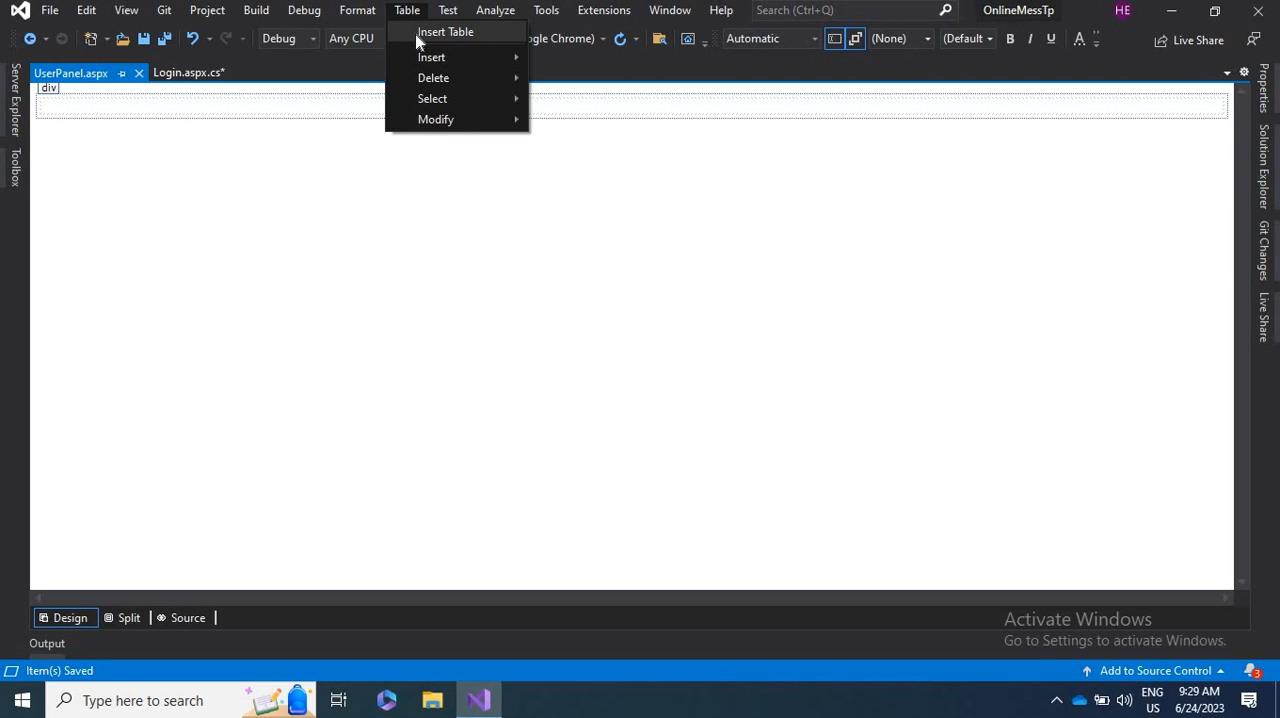 File Edit View Git Project Build Debug Format Table Test Analyze Tools Extensions Window Help Search (Ctrl+Q) OnlineMessTp HE
Debug Any CPU gle Chrome) Automatic (None) (Default B I U A Live Share
UserPanel.aspx Login.aspx.cs*
div
Insert Table
Insert
Delete
Select
Modify
Server Explorer
Toolbox
Properties
Solution Explorer
Git Changes
Live Share
Design Split Source
Activate Windows
Go to Settings to activate Windows.
Output
Item(s) Saved Add to Source Control 3
Type here to search ENG US 9:29 AM 6/24/2023